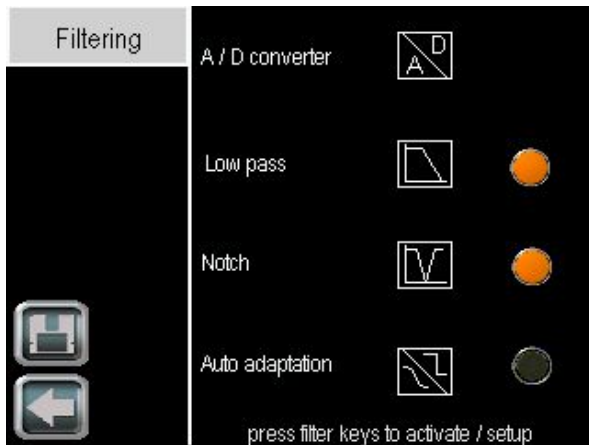 Filtering
A / D converter
A D
Low pass
Notch
Auto adaptation
press filter keys to activate / setup